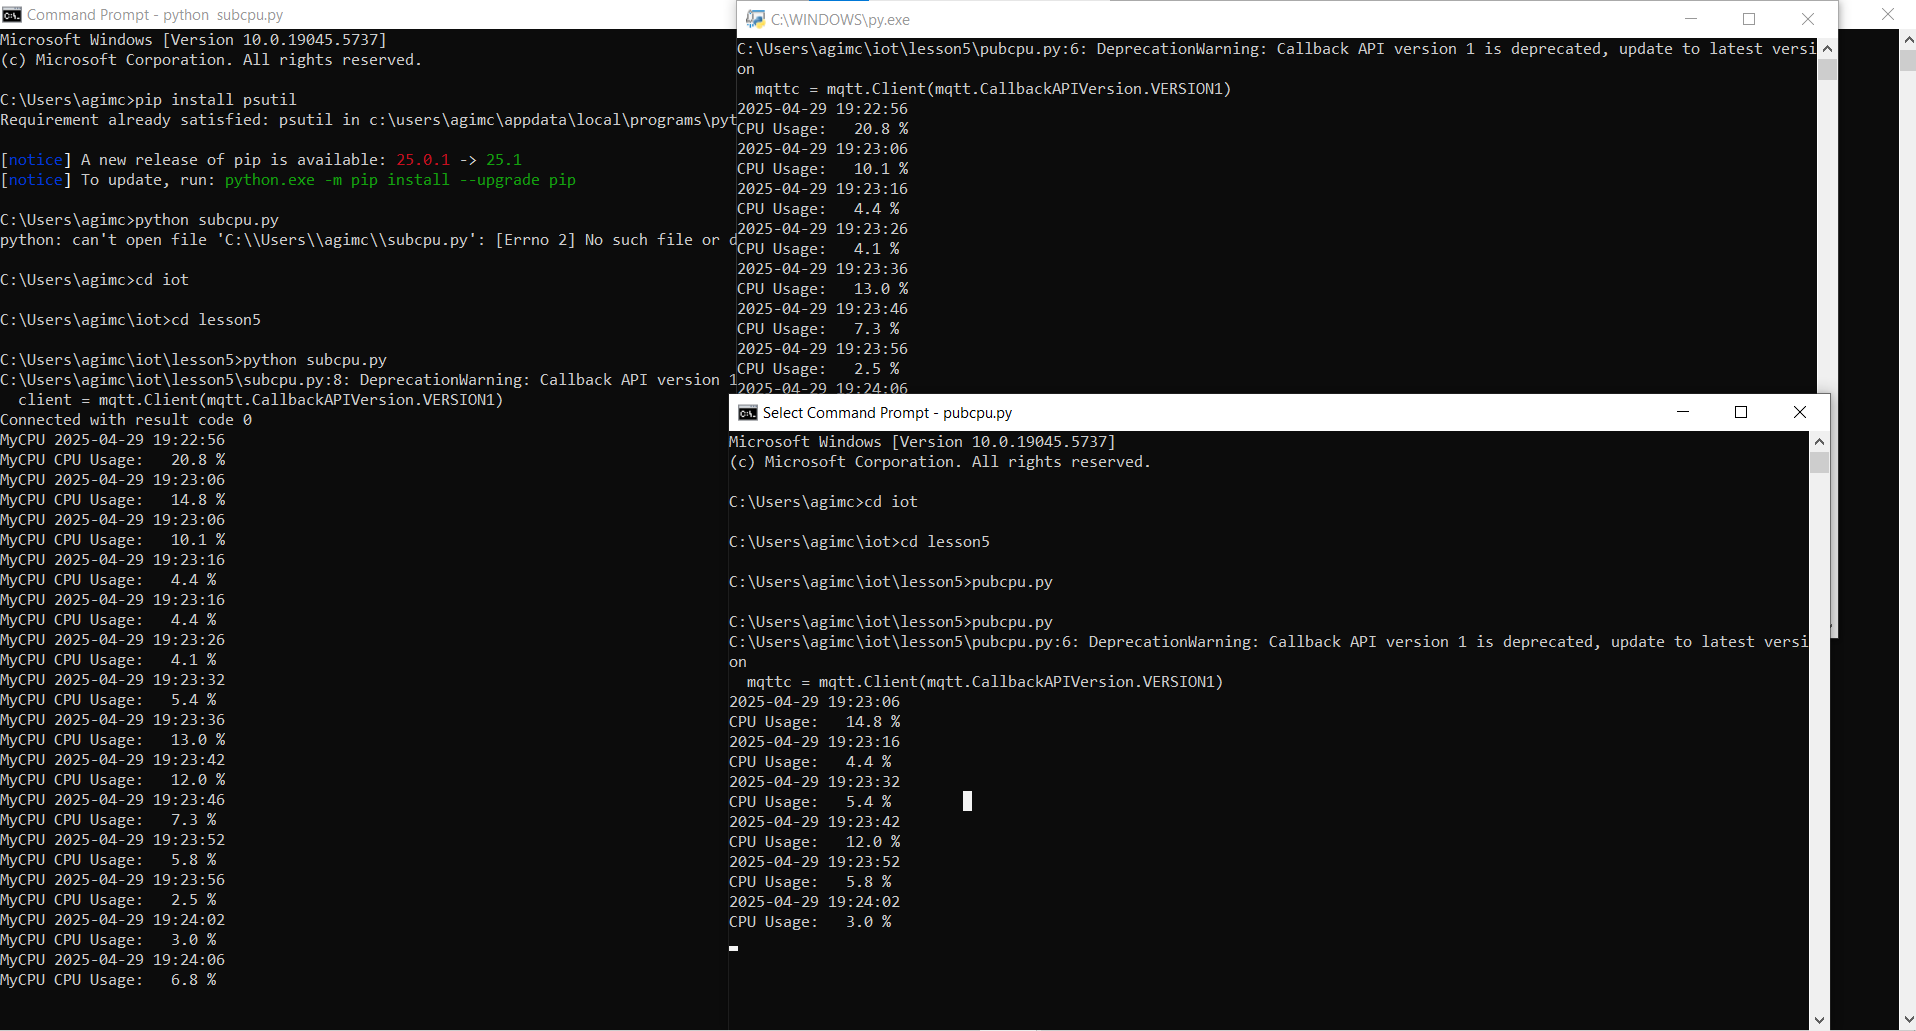 Command Prompt - python  subcpu.py
Microsoft Windows [Version 10.0.19045.5737]
(c) Microsoft Corporation. All rights reserved.
C:\Users\agimc>pip install psutil
Requirement already satisfied: psutil in c:\users\agimc\appdata\local\programs\pyt
[notice] A new release of pip is available: 25.0.1 -> 25.1
[notice] To update, run: python.exe -m pip install --upgrade pip
C:\Users\agimc>python subcpu.py
python: can't open file 'C:\\Users\\agimc\\subcpu.py': [Errno 2] No such file or d
C:\Users\agimc>cd iot
C:\Users\agimc\iot>cd lesson5
C:\Users\agimc\iot\lesson5>python subcpu.py
C:\Users\agimc\iot\lesson5\subcpu.py:8: DeprecationWarning: Callback API version 1
  client = mqtt.Client(mqtt.CallbackAPIVersion.VERSION1)
Connected with result code 0
MyCPU 2025-04-29 19:22:56
MyCPU CPU Usage:   20.8 %
MyCPU 2025-04-29 19:23:06
MyCPU CPU Usage:   14.8 %
MyCPU 2025-04-29 19:23:06
MyCPU CPU Usage:   10.1 %
MyCPU 2025-04-29 19:23:16
MyCPU CPU Usage:   4.4 %
MyCPU 2025-04-29 19:23:16
MyCPU CPU Usage:   4.4 %
MyCPU 2025-04-29 19:23:26
MyCPU CPU Usage:   4.1 %
MyCPU 2025-04-29 19:23:32
MyCPU CPU Usage:   5.4 %
MyCPU 2025-04-29 19:23:36
MyCPU CPU Usage:   13.0 %
MyCPU 2025-04-29 19:23:42
MyCPU CPU Usage:   12.0 %
MyCPU 2025-04-29 19:23:46
MyCPU CPU Usage:   7.3 %
MyCPU 2025-04-29 19:23:52
MyCPU CPU Usage:   5.8 %
MyCPU 2025-04-29 19:23:56
MyCPU CPU Usage:   2.5 %
MyCPU 2025-04-29 19:24:02
MyCPU CPU Usage:   3.0 %
MyCPU 2025-04-29 19:24:06
MyCPU CPU Usage:   6.8 %
C:\WINDOWS\py.exe
C:\Users\agimc\iot\lesson5\pubcpu.py:6: DeprecationWarning: Callback API version 1 is deprecated, update to latest versi
on
  mqttc = mqtt.Client(mqtt.CallbackAPIVersion.VERSION1)
2025-04-29 19:22:56
CPU Usage:   20.8 %
2025-04-29 19:23:06
CPU Usage:   10.1 %
2025-04-29 19:23:16
CPU Usage:   4.4 %
2025-04-29 19:23:26
CPU Usage:   4.1 %
2025-04-29 19:23:36
CPU Usage:   13.0 %
2025-04-29 19:23:46
CPU Usage:   7.3 %
2025-04-29 19:23:56
CPU Usage:   2.5 %
2025-04-29 19:24:06
Select Command Prompt - pubcpu.py
Microsoft Windows [Version 10.0.19045.5737]
(c) Microsoft Corporation. All rights reserved.
C:\Users\agimc>cd iot
C:\Users\agimc\iot>cd lesson5
C:\Users\agimc\iot\lesson5>pubcpu.py
C:\Users\agimc\iot\lesson5>pubcpu.py
C:\Users\agimc\iot\lesson5\pubcpu.py:6: DeprecationWarning: Callback API version 1 is deprecated, update to latest versi
on
  mqttc = mqtt.Client(mqtt.CallbackAPIVersion.VERSION1)
2025-04-29 19:23:06
CPU Usage:   14.8 %
2025-04-29 19:23:16
CPU Usage:   4.4 %
2025-04-29 19:23:32
CPU Usage:   5.4 %
2025-04-29 19:23:42
CPU Usage:   12.0 %
2025-04-29 19:23:52
CPU Usage:   5.8 %
2025-04-29 19:24:02
CPU Usage:   3.0 %